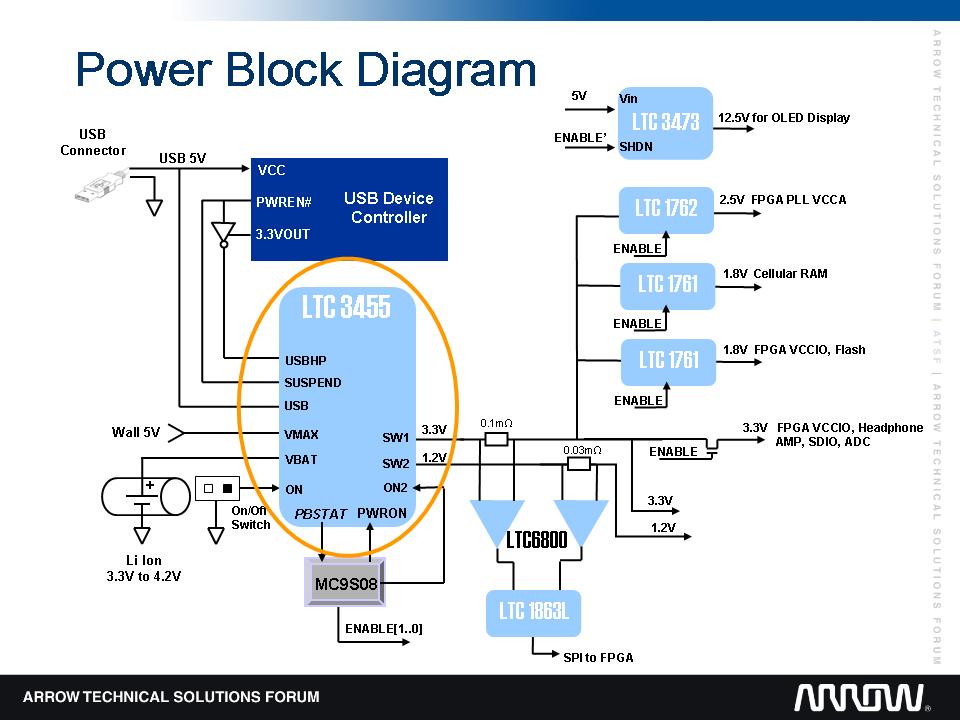 Power Block Diagram
5V
Vin
LTC 3473
12.5V for OLED Display
ENABLE'
SHDN
USB
Connector
USB 5V
VCC
PWREN#
USB Device
Controller
3.3VOUT
LTC 1762
2.5V FPGA PLL VCCA
ENABLE
LTC 1761
1.8V Cellular RAM
ENABLE
LTC 1761
1.8V FPGA VCCIO, Flash
ENABLE
LTC 3455
USBHP
SUSPEND
USB
Wall 5V
VMAX
SW1
3.3V
0.1mΩ
3.3V FPGA VCCIO, Headphone
AMP, SDIO, ADC
ENABLE
VBAT
SW2
1.2V
0.03mΩ
+
ON
ON2
On/Off
Switch
PBSTAT
PWRON
3.3V
1.2V
LTC6800
Li Ion
3.3V to 4.2V
MC9S08
LTC 1863L
ENABLE[1..0]
SPI to FPGA
ARROW TECHNICAL SOLUTIONS FORUM | ATSF | ARROW TECHNICAL SOLUTIONS FORUM
ARROW TECHNICAL SOLUTIONS FORUM
ARROW®